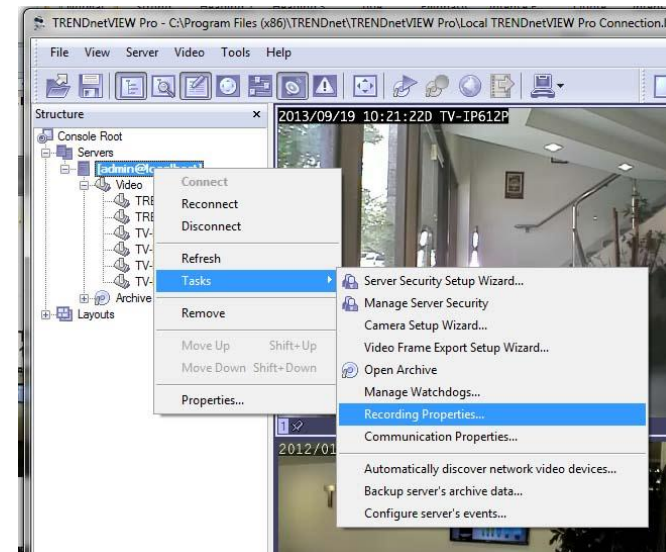 TRENDnetVIEW Pro - C:\Program Files (x86)\TRENDnet\TRENDnetVIEW Pro\Local TRENDnetVIEW Pro Connection.
File View Server Video Tools Help
Structure x
Console Root
Servers
[admin@localhost]
Video
TRE
TRE
TV-
TV-
TV-
TV-
Archive
Layouts
2013/09/19 10:21:22D TV-IP612P
Connect
Reconnect
Disconnect
Refresh
Tasks
Remove
Move Up Shift+Up
Move Down Shift+Down
Properties...
Server Security Setup Wizard...
Manage Server Security
Camera Setup Wizard...
Video Frame Export Setup Wizard...
Open Archive
Manage Watchdogs...
Recording Properties...
Communication Properties...
Automatically discover network video devices...
Backup server's archive data...
Configure server's events...
1
2012/01